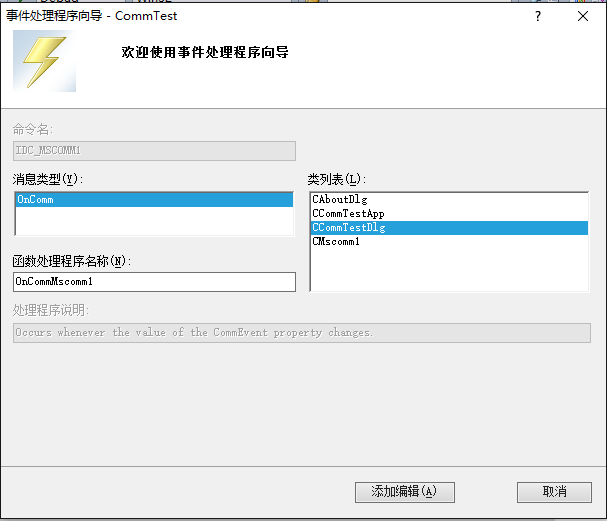 事件处理程序向导 - CommTest
?
欢迎使用事件处理程序向导
命令名:
IDC_MSCOMM1
消息类型(Y):
OnComm
类列表(L):
CAboutDlg
CCommTestApp
CCommTestDlg
CMscomm1
函数处理程序名称(N):
OnCommMscomm1
处理程序说明:
Occurs whenever the value of the CommEvent property changes.
添加编辑(A)
取消